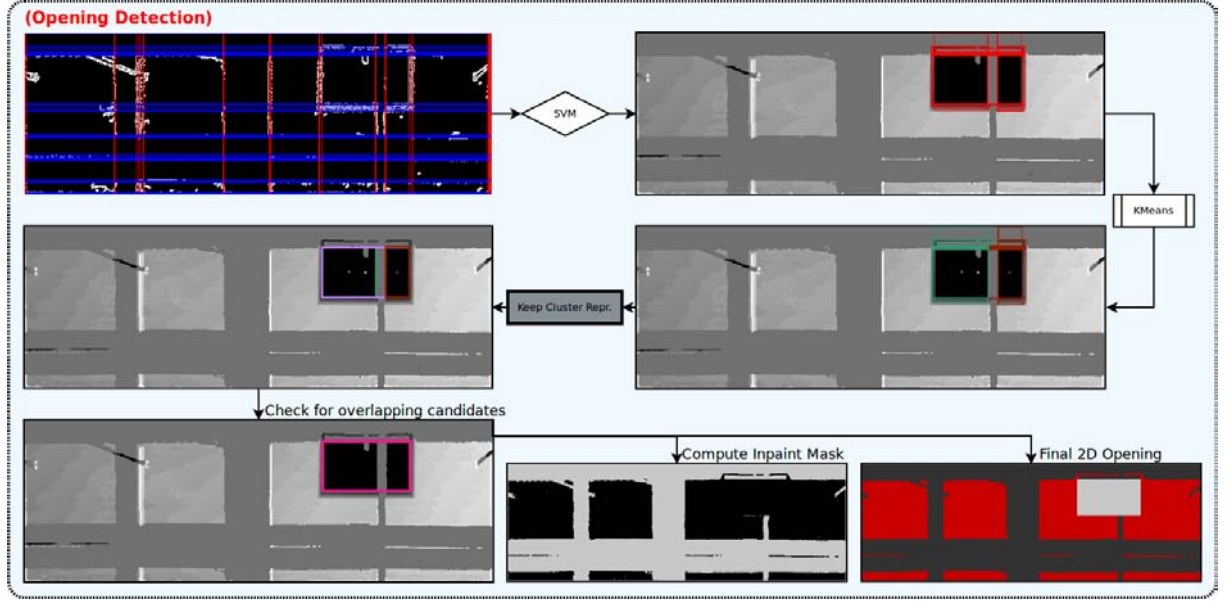 (Opening Detection)
SVM
KMeans
Keep Cluster Repr.
Check for overlapping candidates
Compute Inpaint Mask
Final 2D Opening